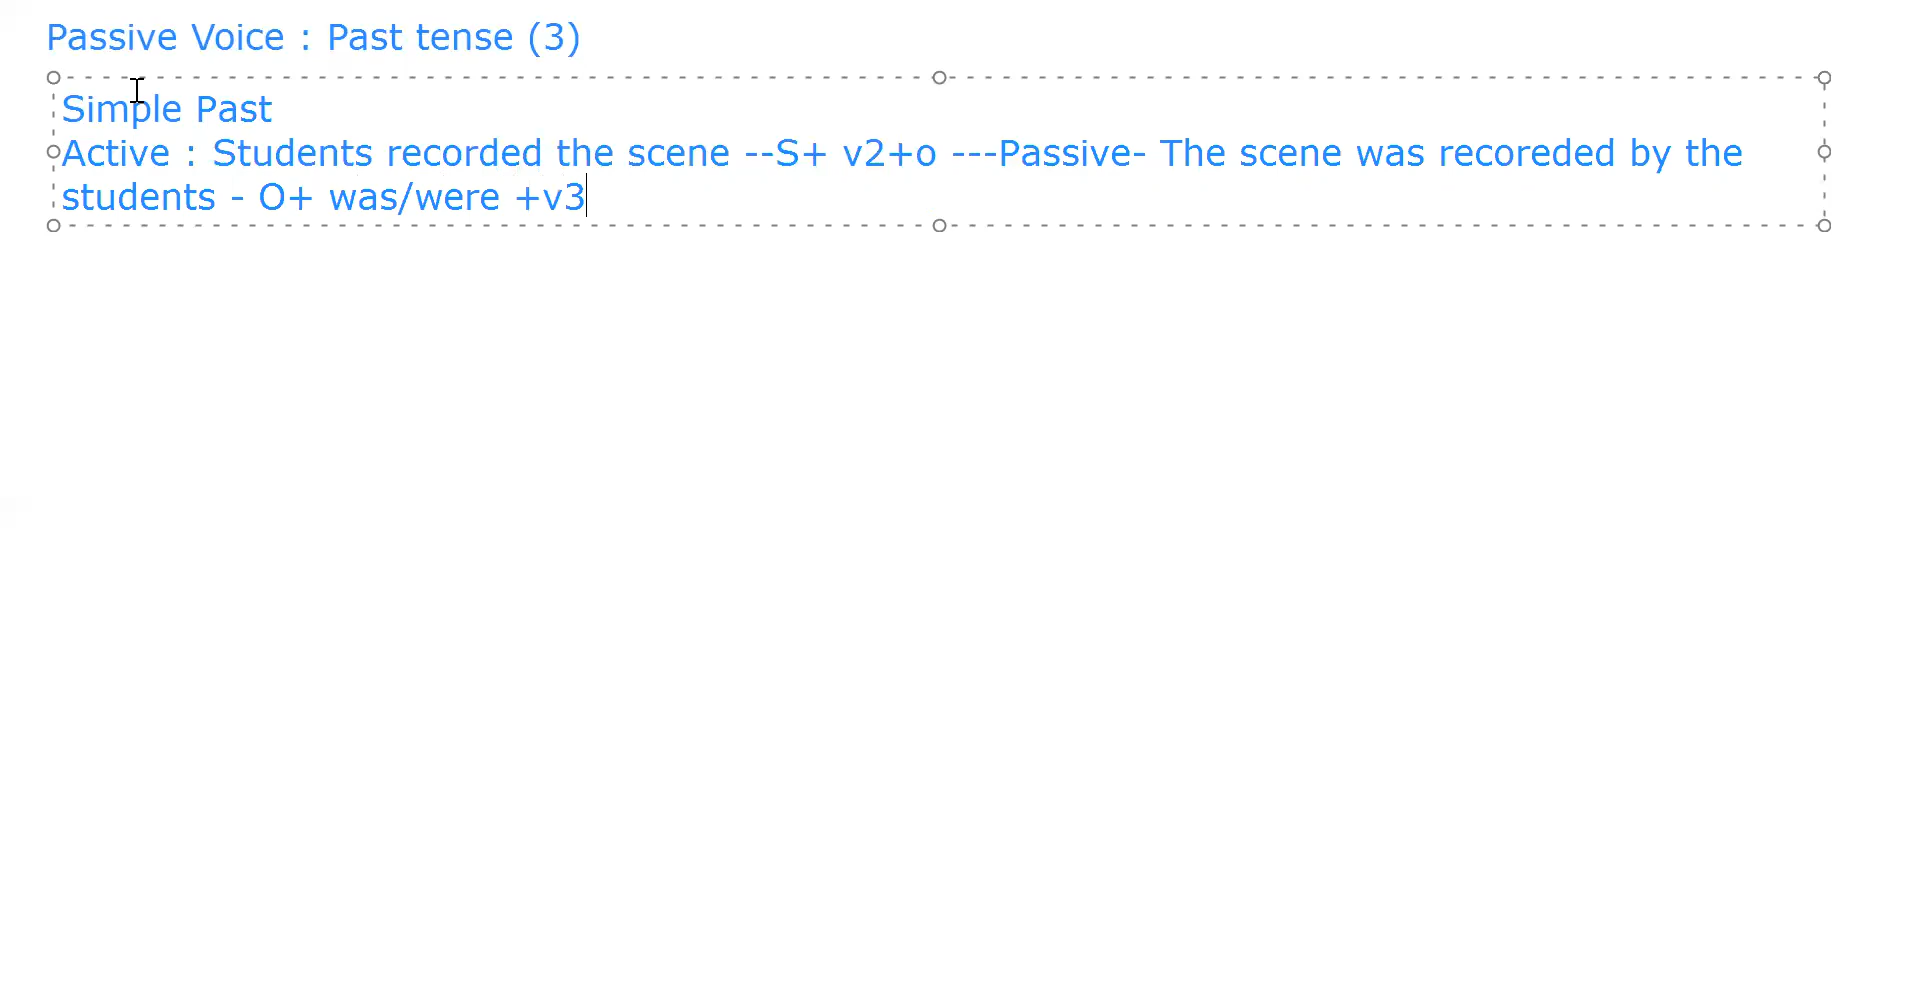 Passive Voice : Past tense (3)
Simple Past
Active : Students recorded the scene --S+ v2+o ---Passive- The scene was recoreded by the
students - O+ was/were +v3